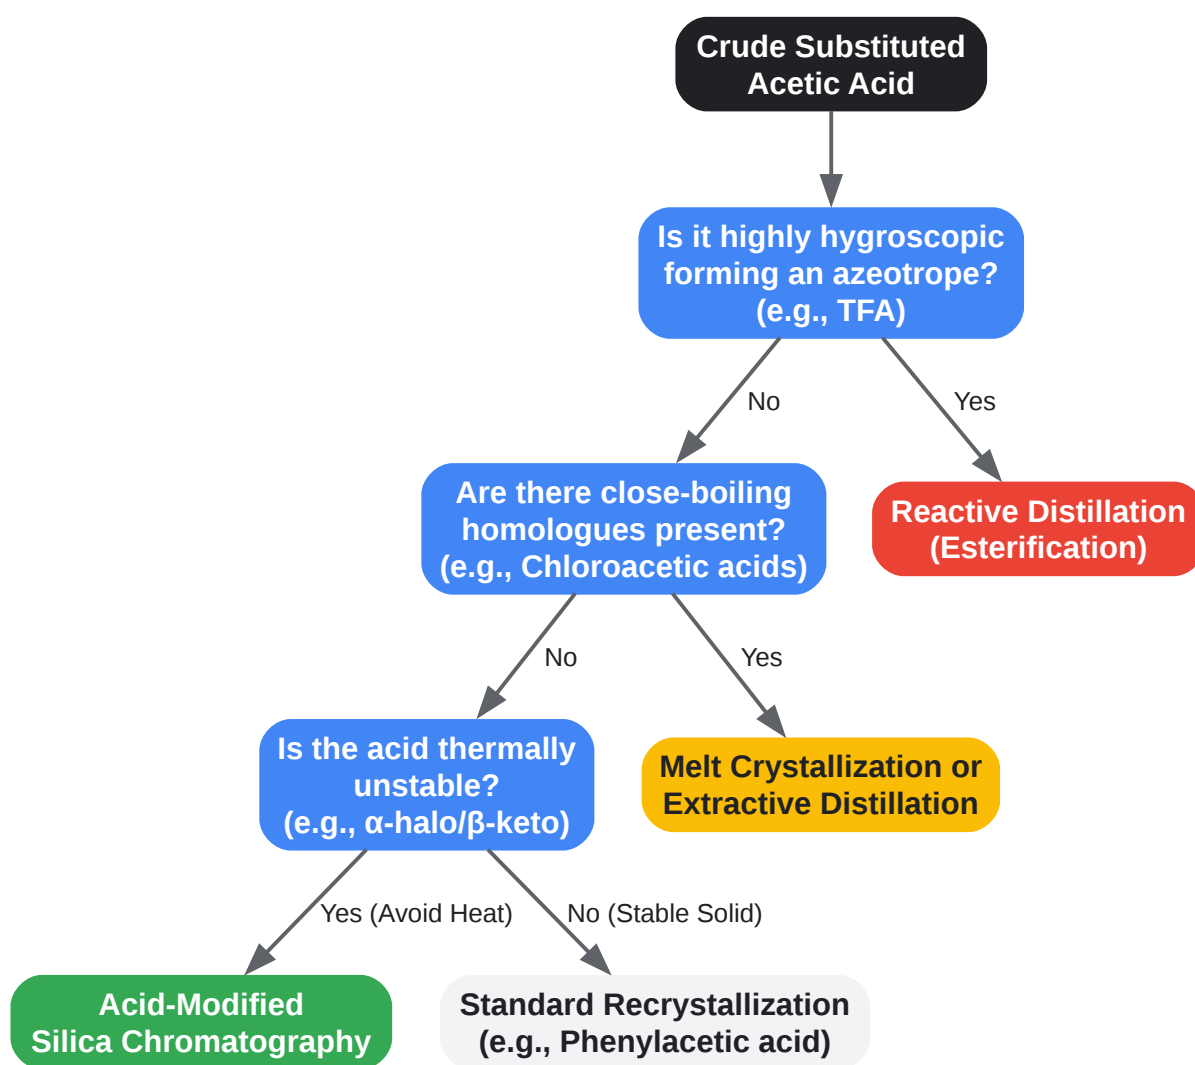 Crude Substituted
Acetic Acid
Is it highly hygroscopic
forming an azeotrope?
(e.g., TFA)
No
Yes
Are there close-boiling
homologues present?
(e.g., Chloroacetic acids)
Reactive Distillation
(Esterification)
No
Yes
Is the acid thermally
unstable?
(e.g., α-halo/β-keto)
Melt Crystallization or
Extractive Distillation
Yes (Avoid Heat)
No (Stable Solid)
Acid-Modified
Silica Chromatography
Standard Recrystallization
(e.g., Phenylacetic acid)